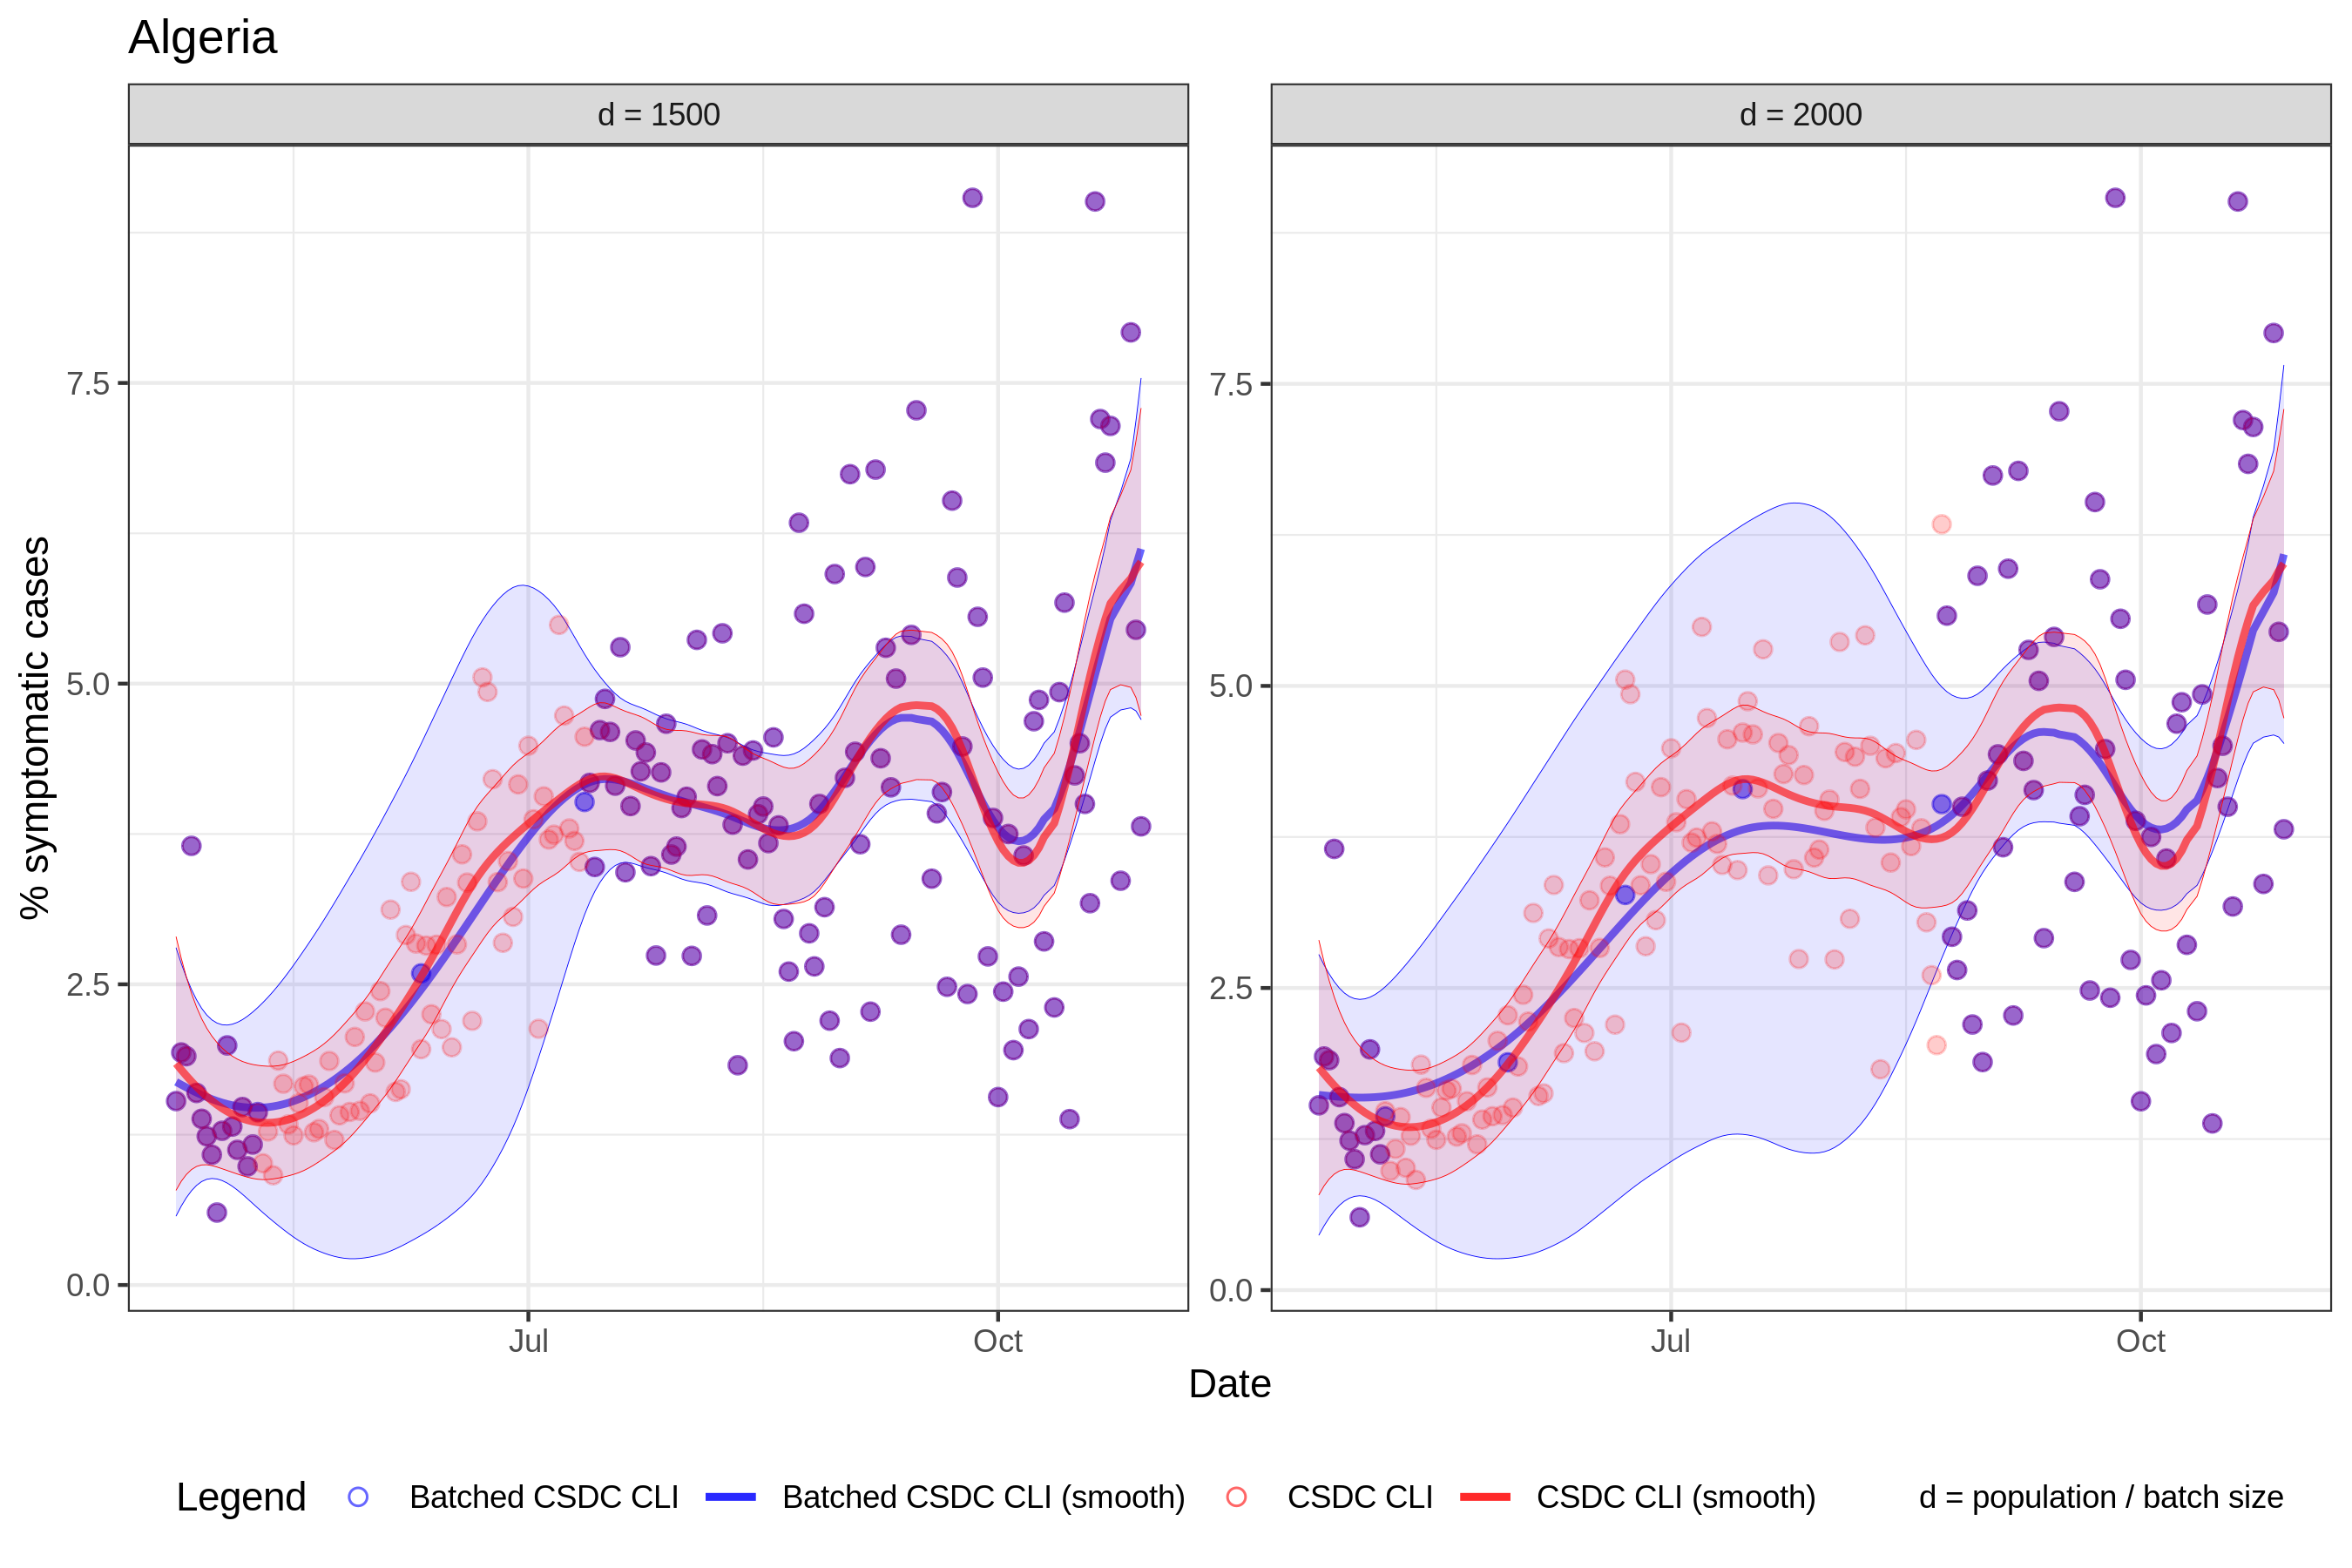 Algeria
d = 1500
d = 2000
% symptomatic cases
7.5
5.0
2.5
0.0
7.5
5.0
2.5
0.0
Jul
Oct
Jul
Oct
Date
Legend
Batched CSDC CLI
Batched CSDC CLI (smooth)
CSDC CLI
CSDC CLI (smooth)
d = population / batch size